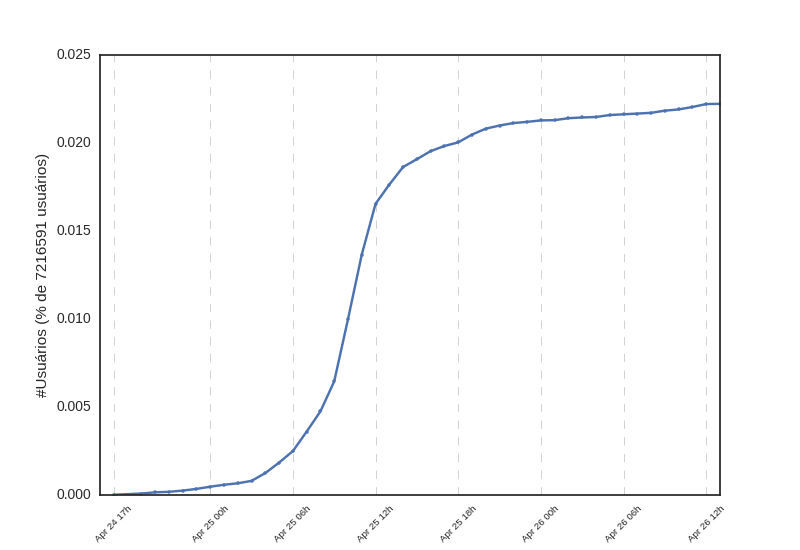 0.025
0.020
0.015
0.010
0.005
0.000
#Usuários (% de 7216591 usuários)
Apr 24 17h
Apr 25 00h
Apr 25 06h
Apr 25 12h
Apr 25 18h
Apr 26 00h
Apr 26 06h
Apr 26 12h